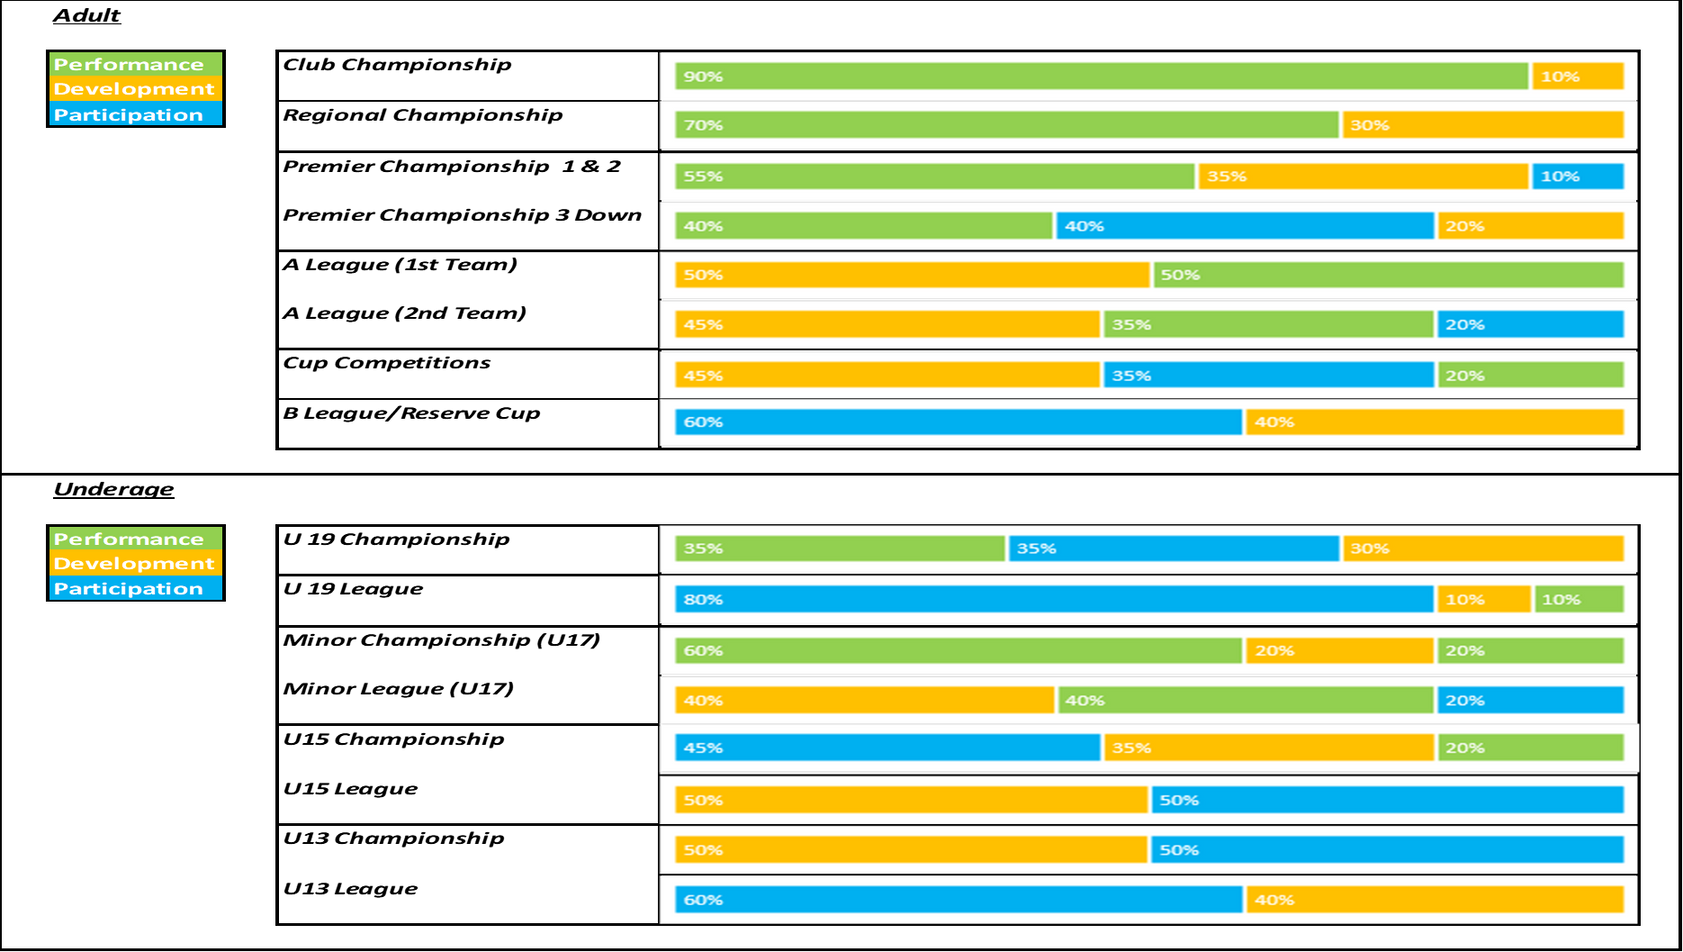 Adult
Performance
Development
Participation
Club Championship
90% 10%
Regional Championship
70% 30%
Premier Championship  1 & 2
55% 35% 10%
Premier Championship 3 Down
40% 40% 20%
A League (1st Team)
50% 50%
A League (2nd Team)
45% 35% 20%
Cup Competitions
45% 35% 20%
B League/Reserve Cup
60% 40%
Underage
Performance
Development
Participation
U 19 Championship
35% 35% 30%
U 19 League
80% 10% 10%
Minor Championship (U17)
60% 20% 20%
Minor League (U17)
40% 40% 20%
U15 Championship
45% 35% 20%
U15 League
50% 50%
U13 Championship
50% 50%
U13 League
60% 40%